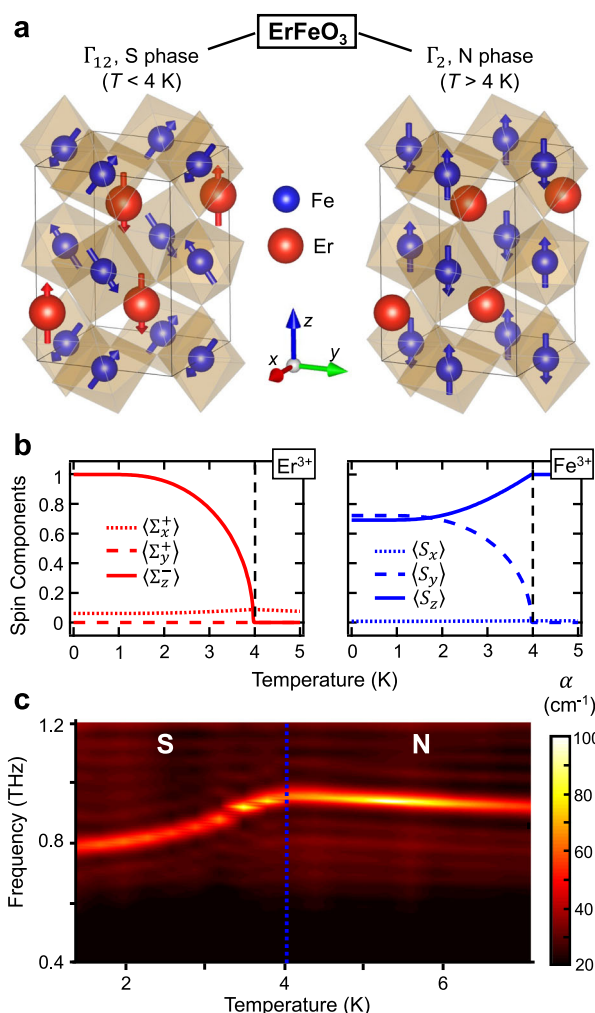 a
ErFeO3
Γ12, S phase
(T < 4 K)
Γ2, N phase
(T > 4 K)
Fe
Er
z
x
y
b
Er3+
Fe3+
Spin Components
1
0.8
0.6
0.4
0.2
0
⟨Σx+⟩
⟨Σy+⟩
⟨Σz−⟩
⟨Sx⟩
⟨Sy⟩
⟨Sz⟩
0 1 2 3 4 5
0 1 2 3 4 5
Temperature (K)
c
α
(cm-1)
S
N
Frequency (THz)
1.2
0.8
0.4
100
80
60
40
20
2 4 6
Temperature (K)